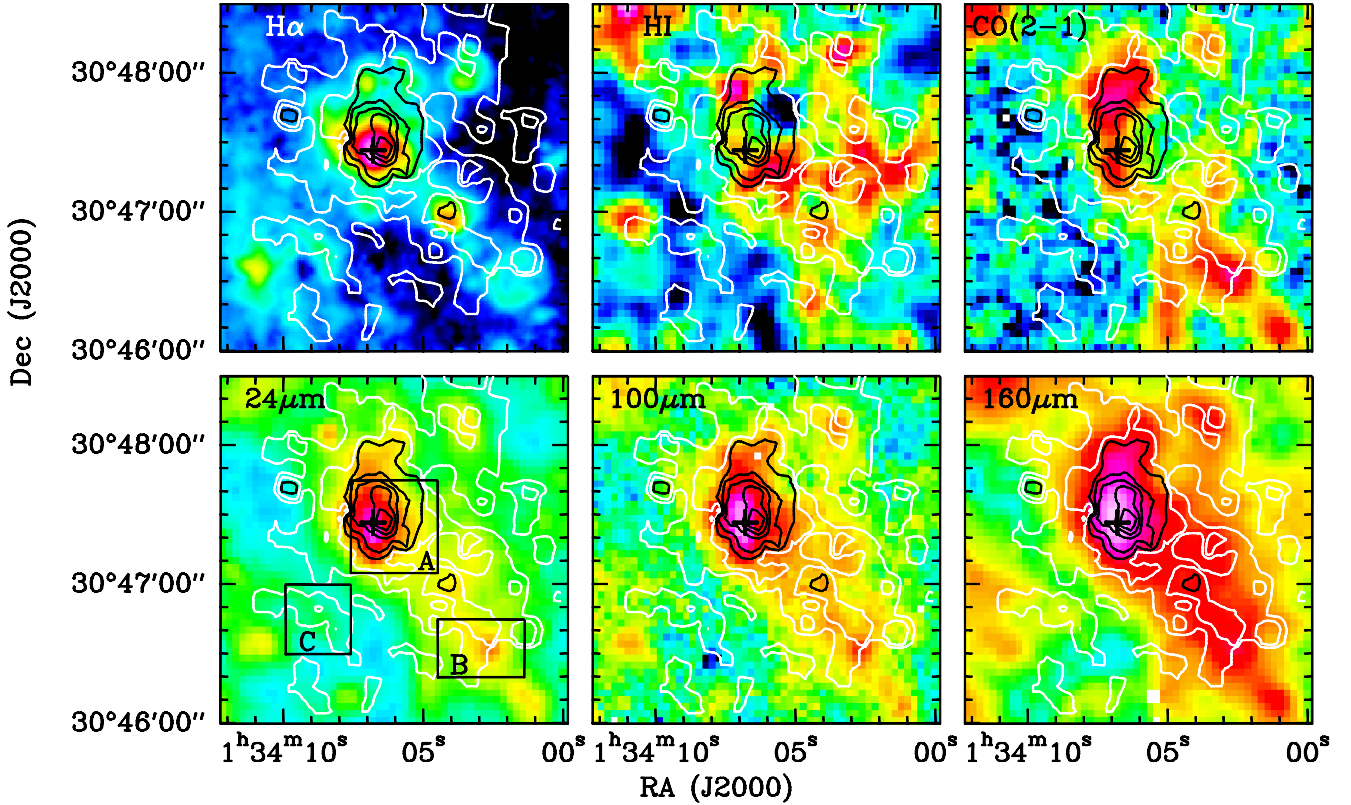 Hα
HI
CO(2−1)
30°48′00″
30°47′00″
30°46′00″
Dec (J2000)
24μm
100μm
160μm
30°48′00″
30°47′00″
30°46′00″
A
B
C
1ʰ34ᵐ10ˢ 05ˢ 00ˢ
1ʰ34ᵐ10ˢ 05ˢ
1ʰ34ᵐ10ˢ 05ˢ 00ˢ
RA (J2000)